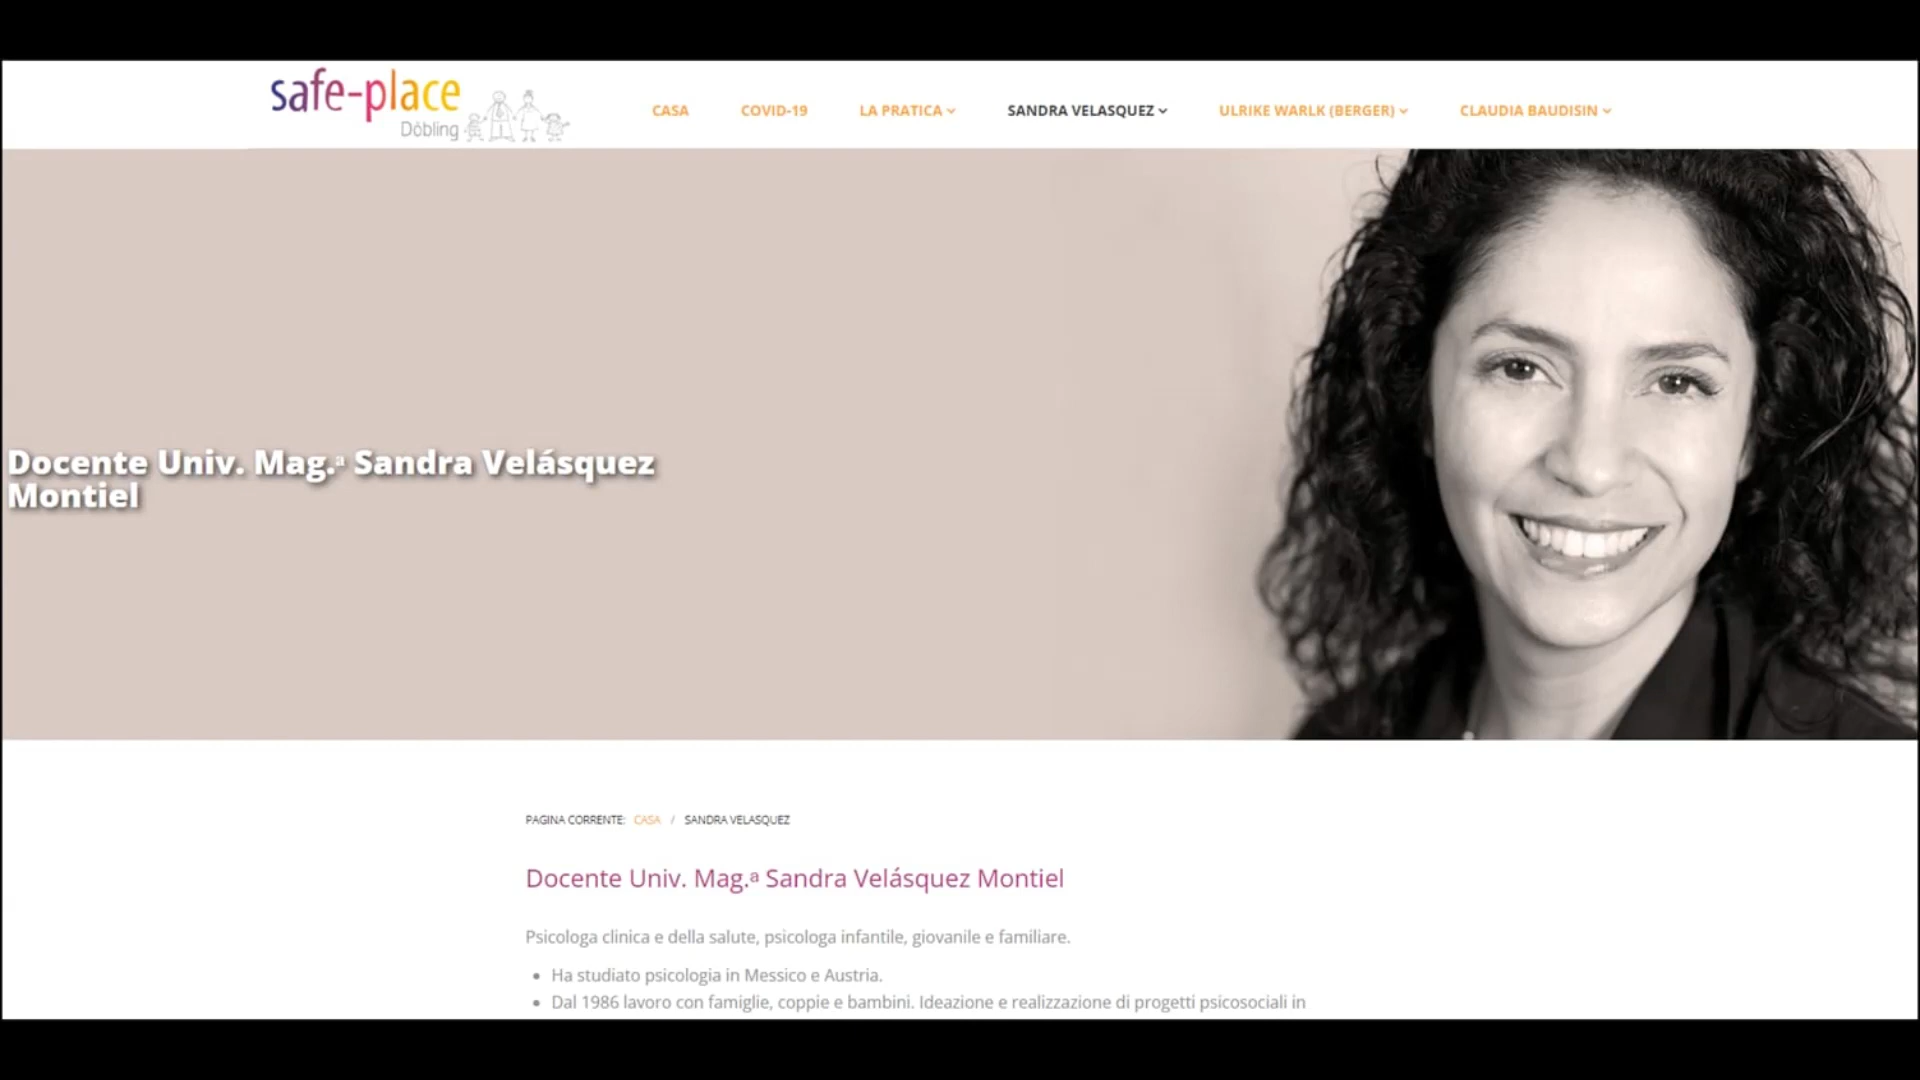 safe-place
Döbling
CASA
COVID-19
LA PRATICA
SANDRA VELASQUEZ
ULRIKE WARLK (BERGER)
CLAUDIA BAUDISIN
Docente Univ. Mag.ª Sandra Velásquez
Montiel
PAGINA CORRENTE: CASA / SANDRA VELASQUEZ
Docente Univ. Mag.ª Sandra Velásquez Montiel
Psicologa clinica e della salute, psicologa infantile, giovanile e familiare.
• Ha studiato psicologia in Messico e Austria.
• Dal 1986 lavoro con famiglie, coppie e bambini. Ideazione e realizzazione di progetti psicosociali in